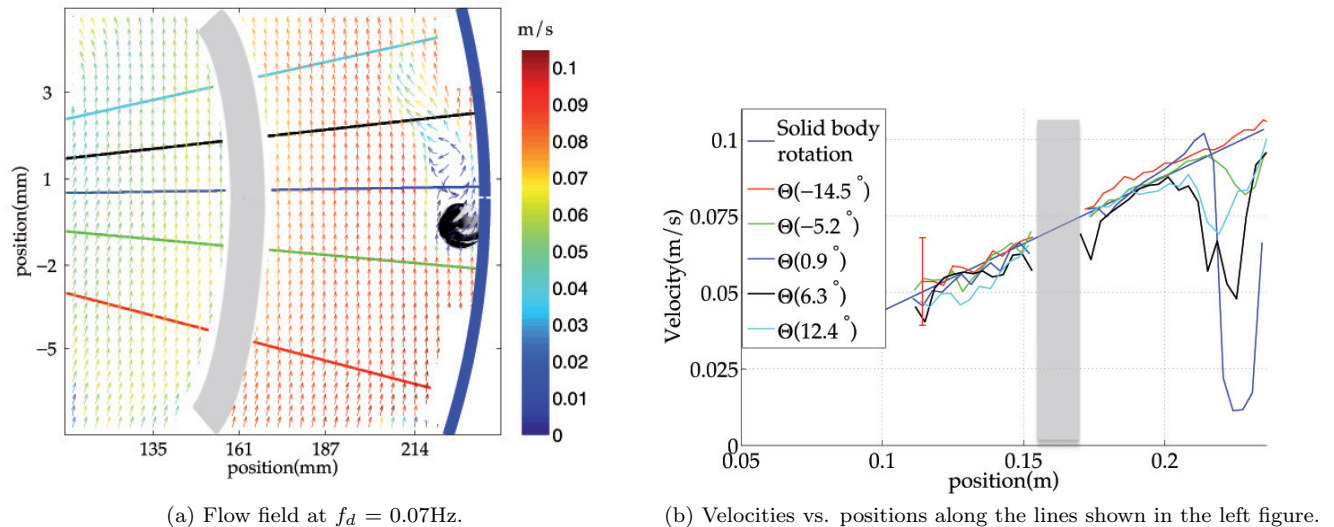 m/s
0.1
0.09
0.08
0.07
0.06
0.05
0.04
0.03
0.02
0.01
0
position(mm)
3
1
−2
−5
135
161
187
214
position(mm)
(a) Flow field at f_d = 0.07Hz.
Velocity(m/s)
0.1
0.075
0.05
0.025
0
0.05
0.1
0.15
0.2
position(m)
Solid body
rotation
Θ(−14.5 °)
Θ(−5.2 °)
Θ(0.9 °)
Θ(6.3 °)
Θ(12.4 °)
(b) Velocities vs. positions along the lines shown in the left figure.